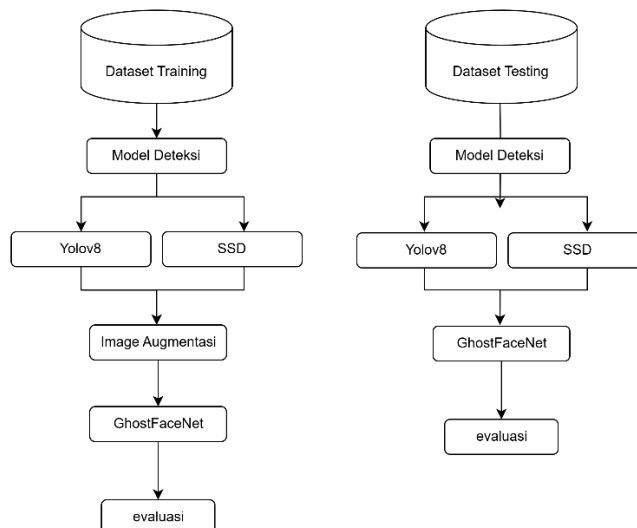 Dataset Training
Model Deteksi
Yolov8
SSD
Image Augmentasi
GhostFaceNet
evaluasi
Dataset Testing
Model Deteksi
Yolov8
SSD
GhostFaceNet
evaluasi